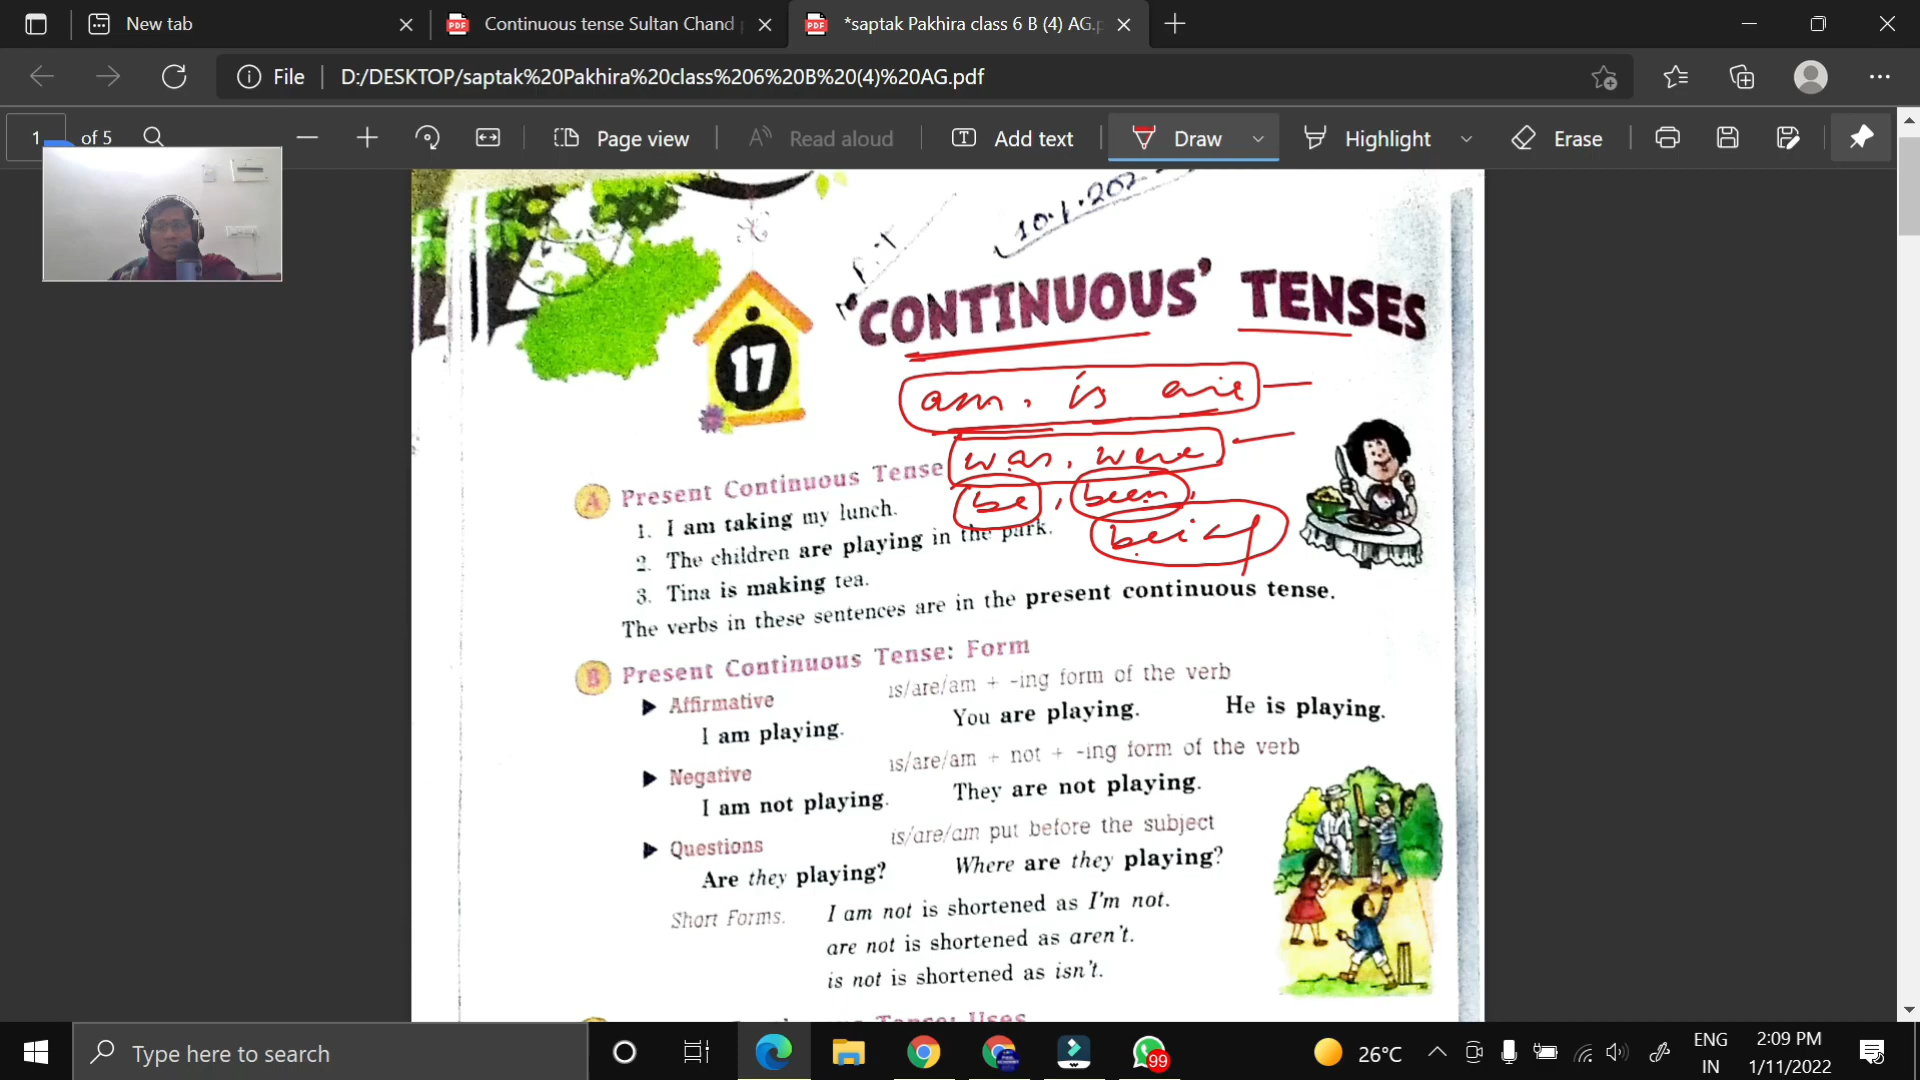 New tab
Continuous tense Sultan Chand
*saptak Pakhira class 6 B (4) AG.p
File
D:/DESKTOP/saptak%20Pakhira%20class%206%20B%20(4)%20AG.pdf
1 of 5
Page view
Read aloud
Add text
Draw
Highlight
Erase
17
'CONTINUOUS' TENSES
am, is are
was, were
be, been,
being
A Present Continuous Tense
1. I am taking my lunch.
2. The children are playing in the park.
3. Tina is making tea.
The verbs in these sentences are in the present continuous tense.
B Present Continuous Tense: Form
Affirmative is/are/am + -ing form of the verb
I am playing. You are playing. He is playing.
Negative is/are/am + not + -ing form of the verb
I am not playing. They are not playing.
Questions is/are/am put before the subject
Are they playing? Where are they playing?
Short Forms. I am not is shortened as I'm not.
are not is shortened as aren't.
is not is shortened as isn't.
Tense: Uses
Type here to search
99
26°C
ENG
IN
2:09 PM
1/11/2022